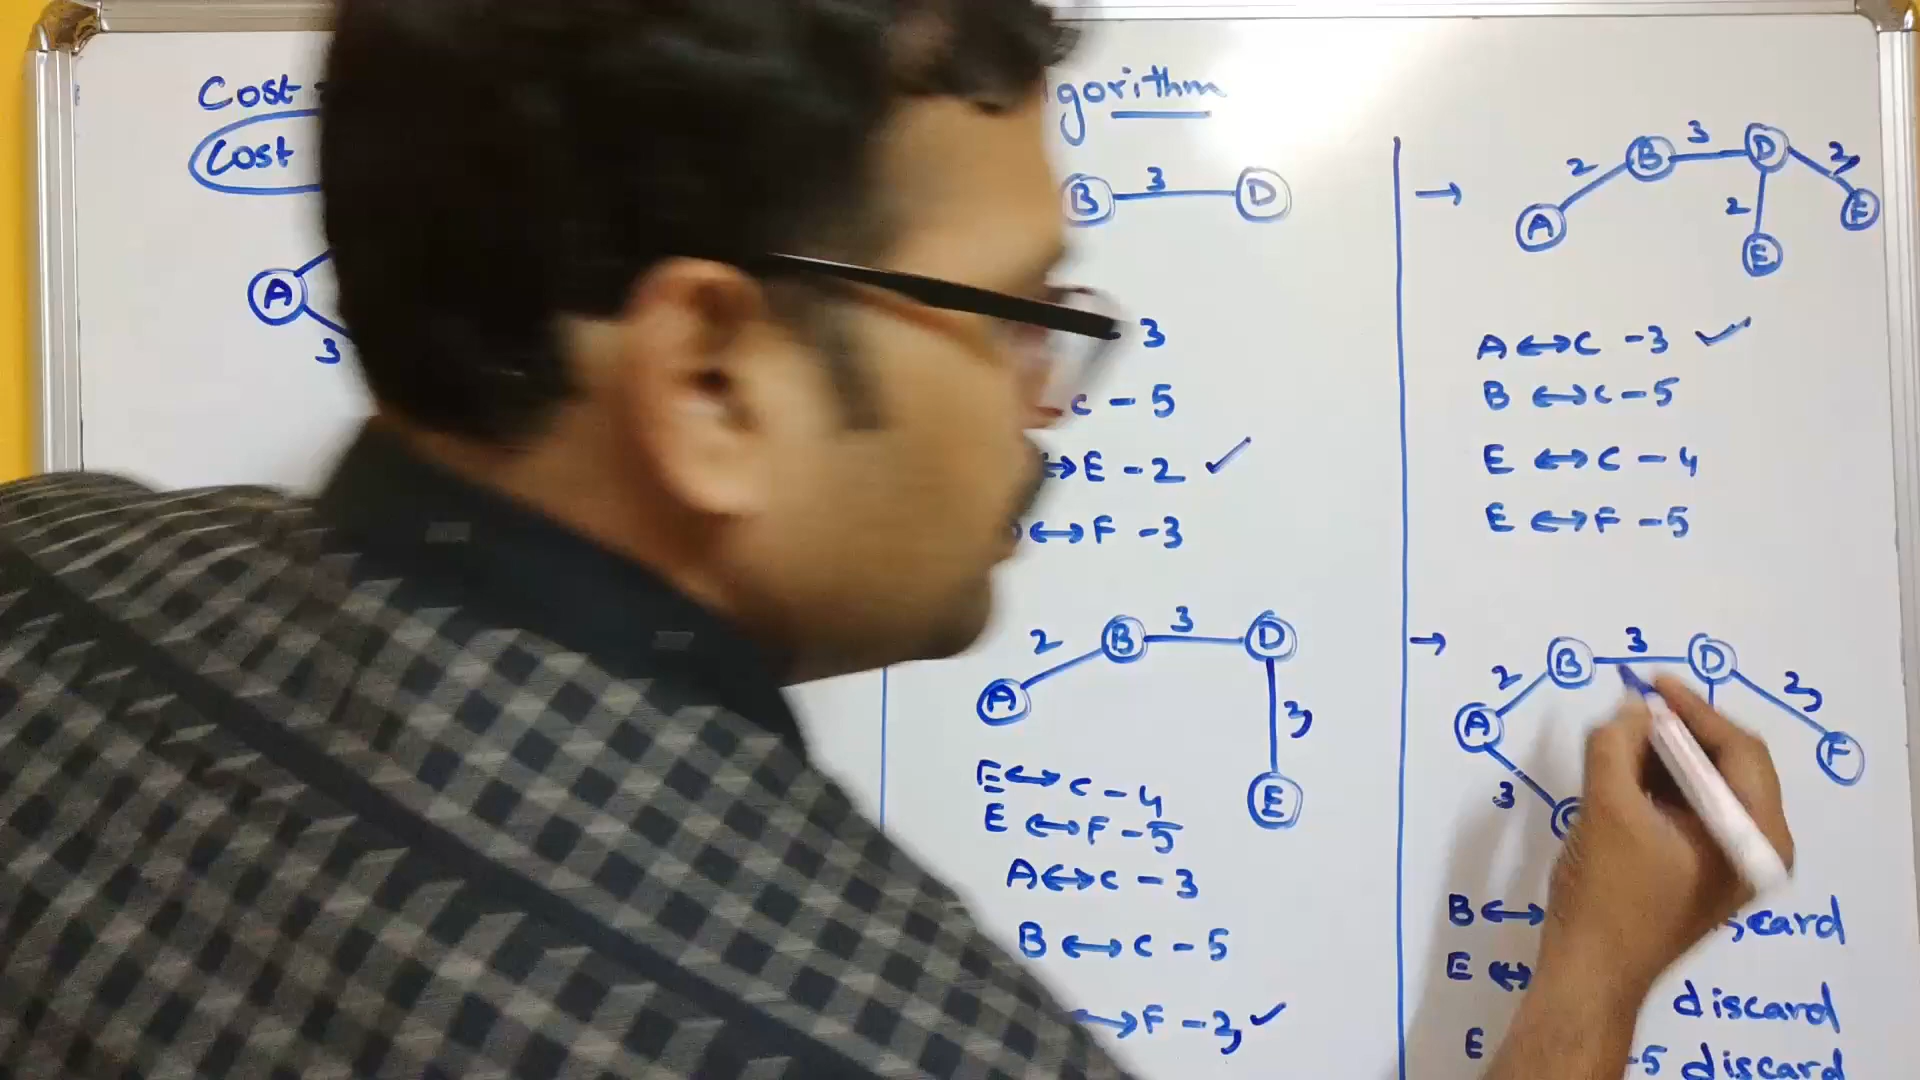 Cost
Cost
A
3
gorithm
B 3 D
3
C - 5
↔E - 2 ✓
↔F - 3
2 B 3 D
A 3
E
E↔C - 4
E↔F - 5
A↔C - 3
B↔C - 5
→F - 3 ✓
→ 2 B 3 D 3
A 2 E
E
A↔C - 3 ✓
B↔C - 5
E↔C - 4
E↔F - 5
→ B 3 D
2 3
A F
3
B↔ discard
E↔
discard
E -5 discard